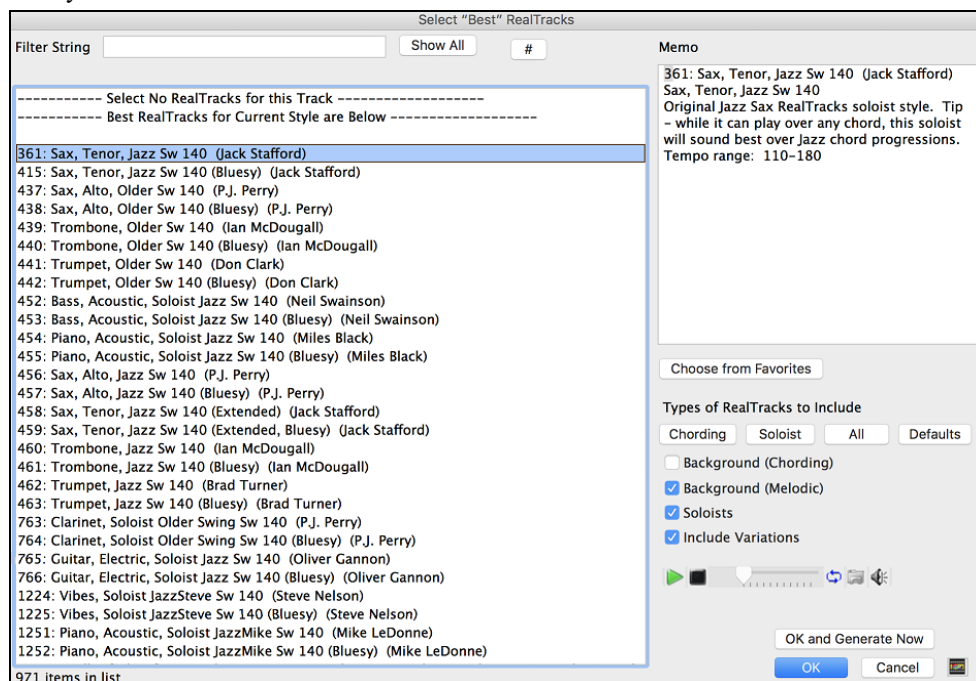 Select "Best" RealTracks
Filter String
Show All
#
----------- Select No RealTracks for this Track -------------------
----------- Best RealTracks for Current Style are Below -------------------
361: Sax, Tenor, Jazz Sw 140 (Jack Stafford)
415: Sax, Tenor, Jazz Sw 140 (Bluesy) (Jack Stafford)
437: Sax, Alto, Older Sw 140 (P.J. Perry)
438: Sax, Alto, Older Sw 140 (Bluesy) (P.J. Perry)
439: Trombone, Older Sw 140 (Ian McDougall)
440: Trombone, Older Sw 140 (Bluesy) (Ian McDougall)
441: Trumpet, Older Sw 140 (Don Clark)
442: Trumpet, Older Sw 140 (Bluesy) (Don Clark)
452: Bass, Acoustic, Soloist Jazz Sw 140 (Neil Swainson)
453: Bass, Acoustic, Soloist Jazz Sw 140 (Bluesy) (Neil Swainson)
454: Piano, Acoustic, Soloist Jazz Sw 140 (Miles Black)
455: Piano, Acoustic, Soloist Jazz Sw 140 (Bluesy) (Miles Black)
456: Sax, Alto, Jazz Sw 140 (P.J. Perry)
457: Sax, Alto, Jazz Sw 140 (Bluesy) (P.J. Perry)
458: Sax, Tenor, Jazz Sw 140 (Extended) (Jack Stafford)
459: Sax, Tenor, Jazz Sw 140 (Extended, Bluesy) (Jack Stafford)
460: Trombone, Jazz Sw 140 (Ian McDougall)
461: Trombone, Jazz Sw 140 (Bluesy) (Ian McDougall)
462: Trumpet, Jazz Sw 140 (Brad Turner)
463: Trumpet, Jazz Sw 140 (Bluesy) (Brad Turner)
763: Clarinet, Soloist Older Swing Sw 140 (P.J. Perry)
764: Clarinet, Soloist Older Swing Sw 140 (Bluesy) (P.J. Perry)
765: Guitar, Electric, Soloist Jazz Sw 140 (Oliver Gannon)
766: Guitar, Electric, Soloist Jazz Sw 140 (Bluesy) (Oliver Gannon)
1224: Vibes, Soloist JazzSteve Sw 140 (Steve Nelson)
1225: Vibes, Soloist JazzSteve Sw 140 (Bluesy) (Steve Nelson)
1251: Piano, Acoustic, Soloist JazzMike Sw 140 (Mike LeDonne)
1252: Piano, Acoustic, Soloist JazzMike Sw 140 (Bluesy) (Mike LeDonne)
971 items in list
Memo
361: Sax, Tenor, Jazz Sw 140 (Jack Stafford)
Sax, Tenor, Jazz Sw 140
Original Jazz Sax RealTracks soloist style. Tip
– while it can play over any chord, this soloist
will sound best over Jazz chord progressions.
Tempo range: 110-180
Choose from Favorites
Types of RealTracks to Include
Chording Soloist All Defaults
Background (Chording)
Background (Melodic)
Soloists
Include Variations
OK and Generate Now
OK Cancel